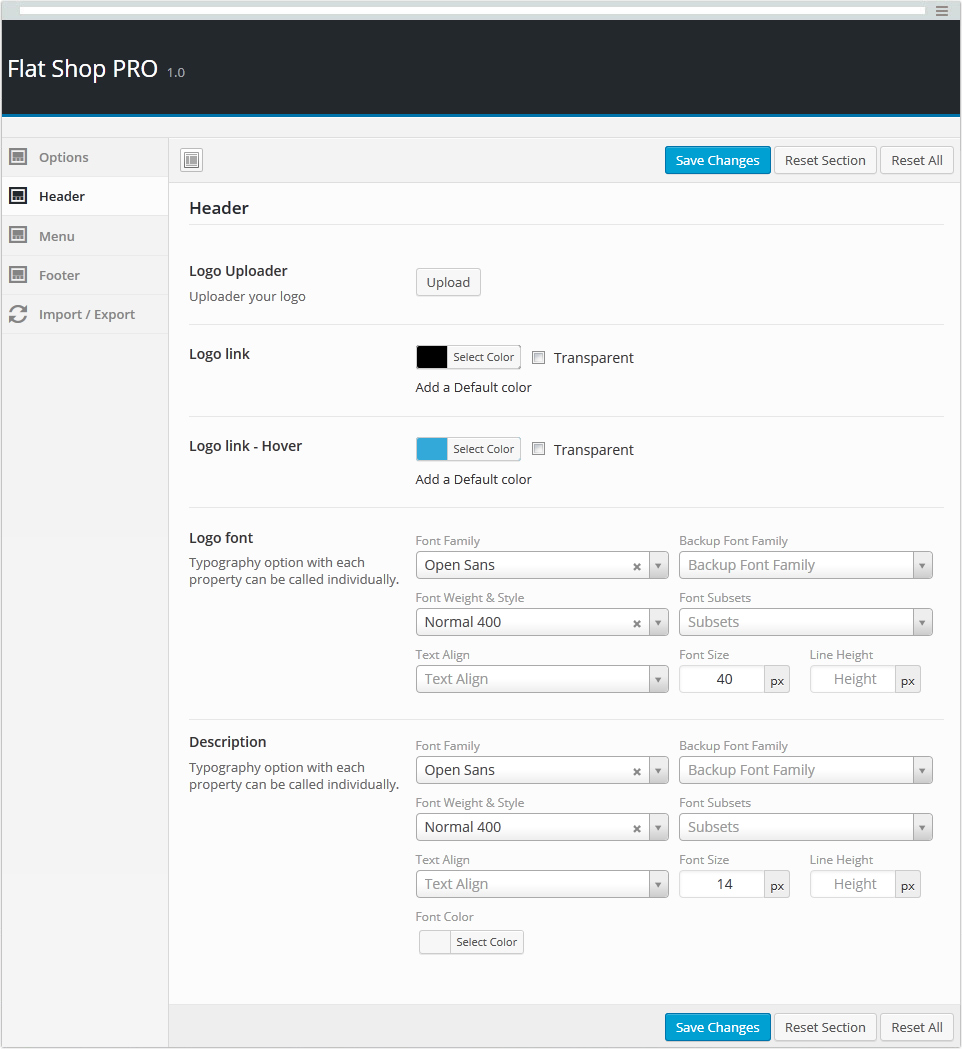 Flat Shop PRO 1.0
Options
Header
Menu
Footer
Import / Export
Save Changes Reset Section Reset All
Header
Logo Uploader
Uploader your logo
Upload
Logo link
Select Color Transparent
Add a Default color
Logo link - Hover
Select Color Transparent
Add a Default color
Logo font
Typography option with each
property can be called individually.
Font Family Backup Font Family
Open Sans Backup Font Family
Font Weight & Style Font Subsets
Normal 400 Subsets
Text Align Font Size Line Height
Text Align 40 px Height px
Description
Typography option with each
property can be called individually.
Font Family Backup Font Family
Open Sans Backup Font Family
Font Weight & Style Font Subsets
Normal 400 Subsets
Text Align Font Size Line Height
Text Align 14 px Height px
Font Color
Select Color
Save Changes Reset Section Reset All